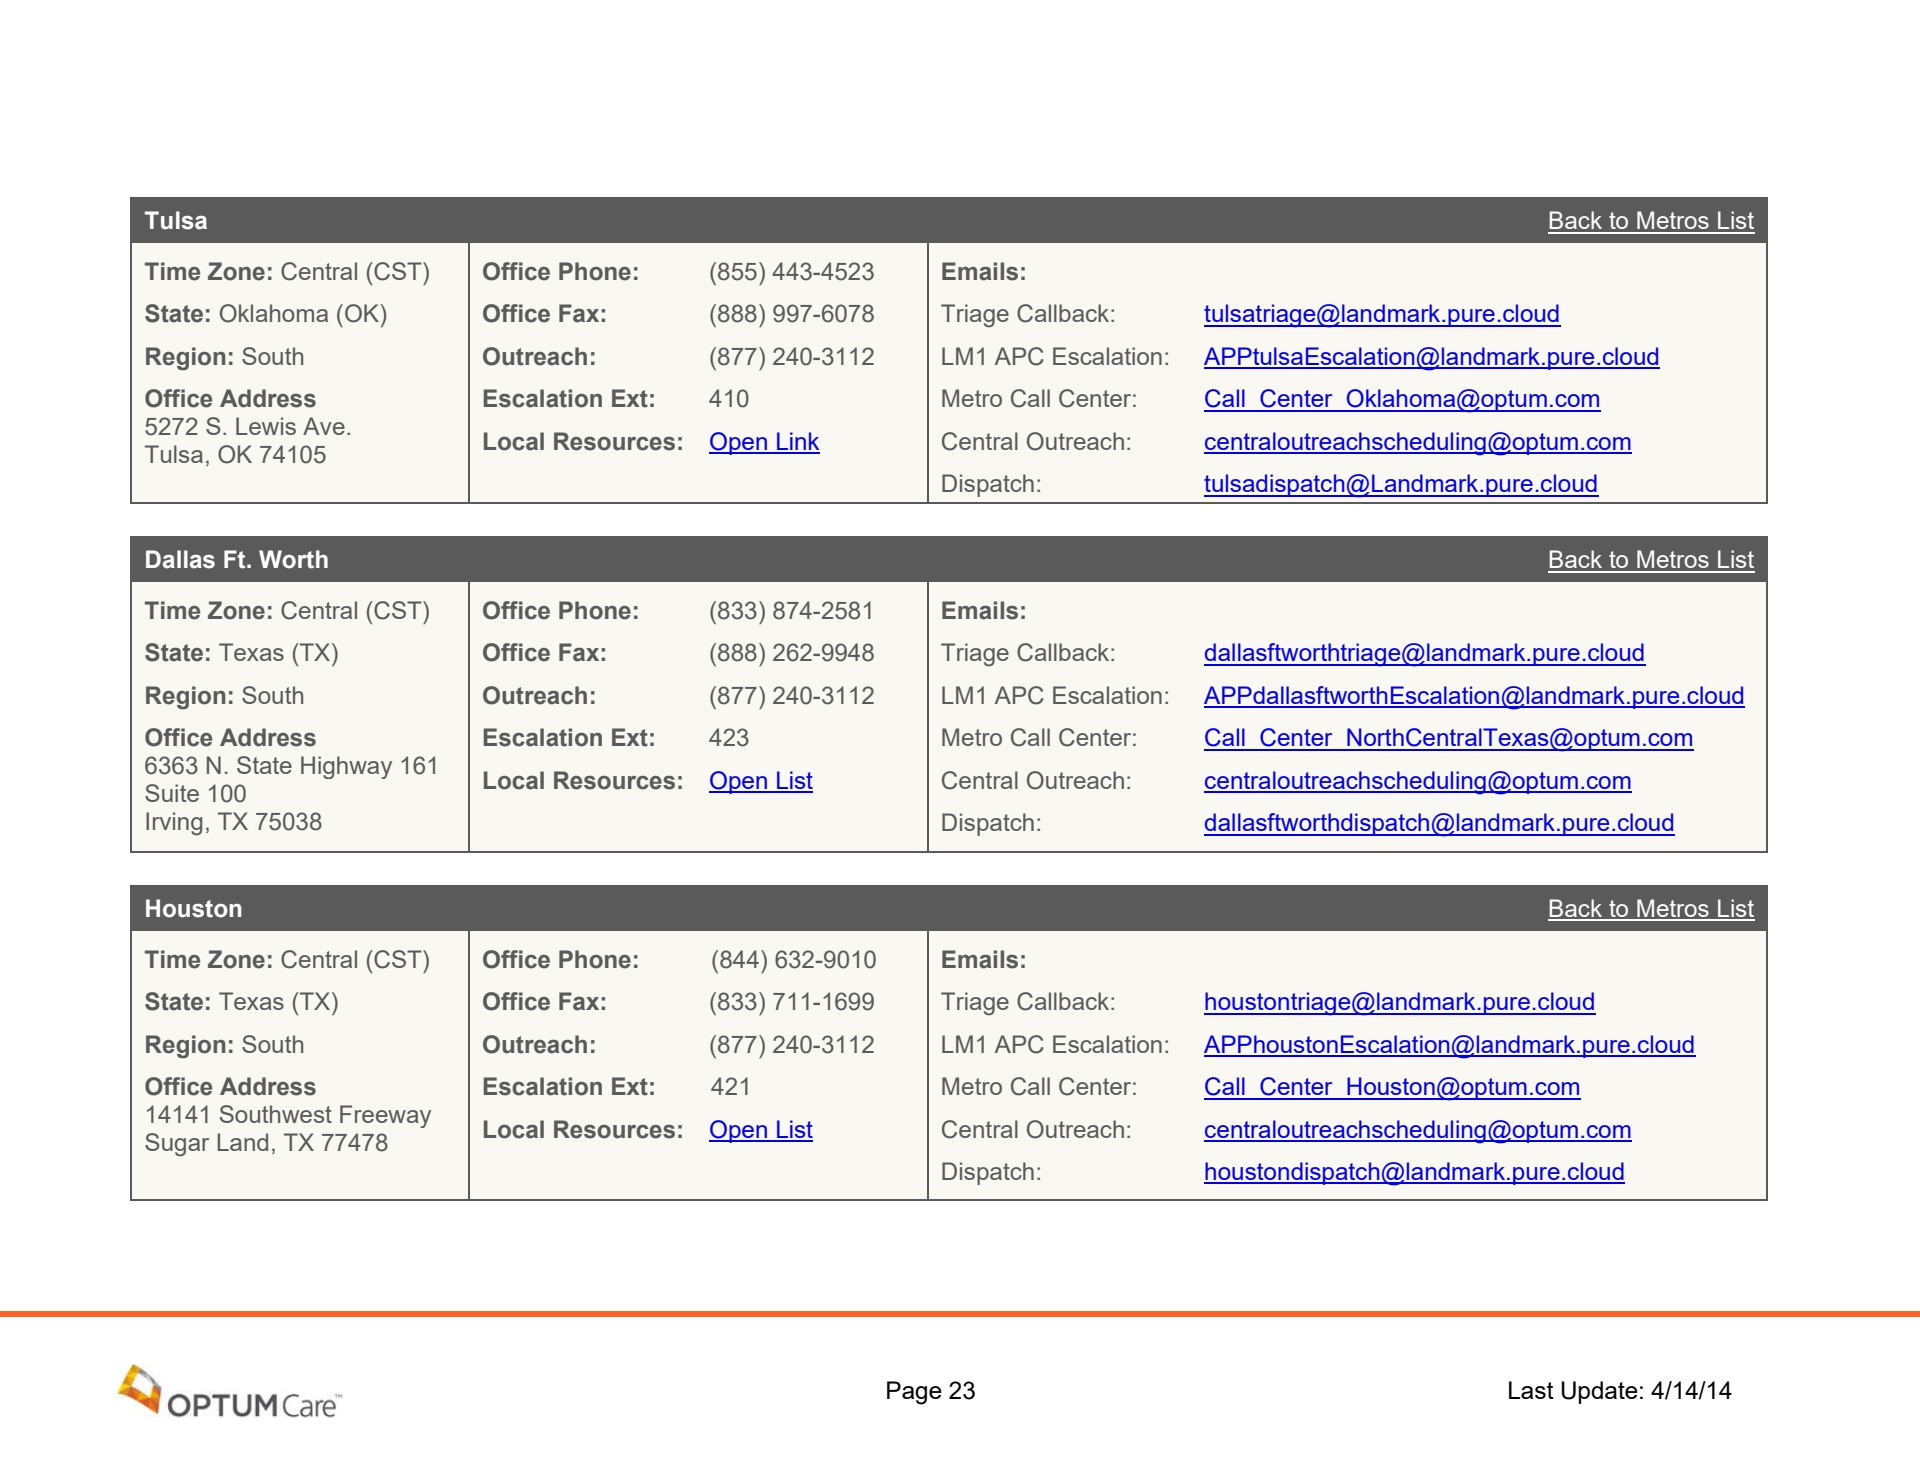 Tulsa Back to Metros List
Time Zone: Central (CST)
State: Oklahoma (OK)
Region: South
Office Address
5272 S. Lewis Ave.
Tulsa, OK 74105
Office Phone: (855) 443-4523
Office Fax: (888) 997-6078
Outreach: (877) 240-3112
Escalation Ext: 410
Local Resources: Open Link
Emails:
Triage Callback: tulsatriage@landmark.pure.cloud
LM1 APC Escalation: APPtulsaEscalation@landmark.pure.cloud
Metro Call Center: Call_Center_Oklahoma@optum.com
Central Outreach: centraloutreachscheduling@optum.com
Dispatch: tulsadispatch@Landmark.pure.cloud
Dallas Ft. Worth Back to Metros List
Time Zone: Central (CST)
State: Texas (TX)
Region: South
Office Address
6363 N. State Highway 161
Suite 100
Irving, TX 75038
Office Phone: (833) 874-2581
Office Fax: (888) 262-9948
Outreach: (877) 240-3112
Escalation Ext: 423
Local Resources: Open List
Emails:
Triage Callback: dallasftworthtriage@landmark.pure.cloud
LM1 APC Escalation: APPdallasftworthEscalation@landmark.pure.cloud
Metro Call Center: Call_Center_NorthCentralTexas@optum.com
Central Outreach: centraloutreachscheduling@optum.com
Dispatch: dallasftworthdispatch@landmark.pure.cloud
Houston Back to Metros List
Time Zone: Central (CST)
State: Texas (TX)
Region: South
Office Address
14141 Southwest Freeway
Sugar Land, TX 77478
Office Phone: (844) 632-9010
Office Fax: (833) 711-1699
Outreach: (877) 240-3112
Escalation Ext: 421
Local Resources: Open List
Emails:
Triage Callback: houstontriage@landmark.pure.cloud
LM1 APC Escalation: APPhoustonEscalation@landmark.pure.cloud
Metro Call Center: Call_Center_Houston@optum.com
Central Outreach: centraloutreachscheduling@optum.com
Dispatch: houstondispatch@landmark.pure.cloud
OPTUM Care™ Page 23 Last Update: 4/14/14